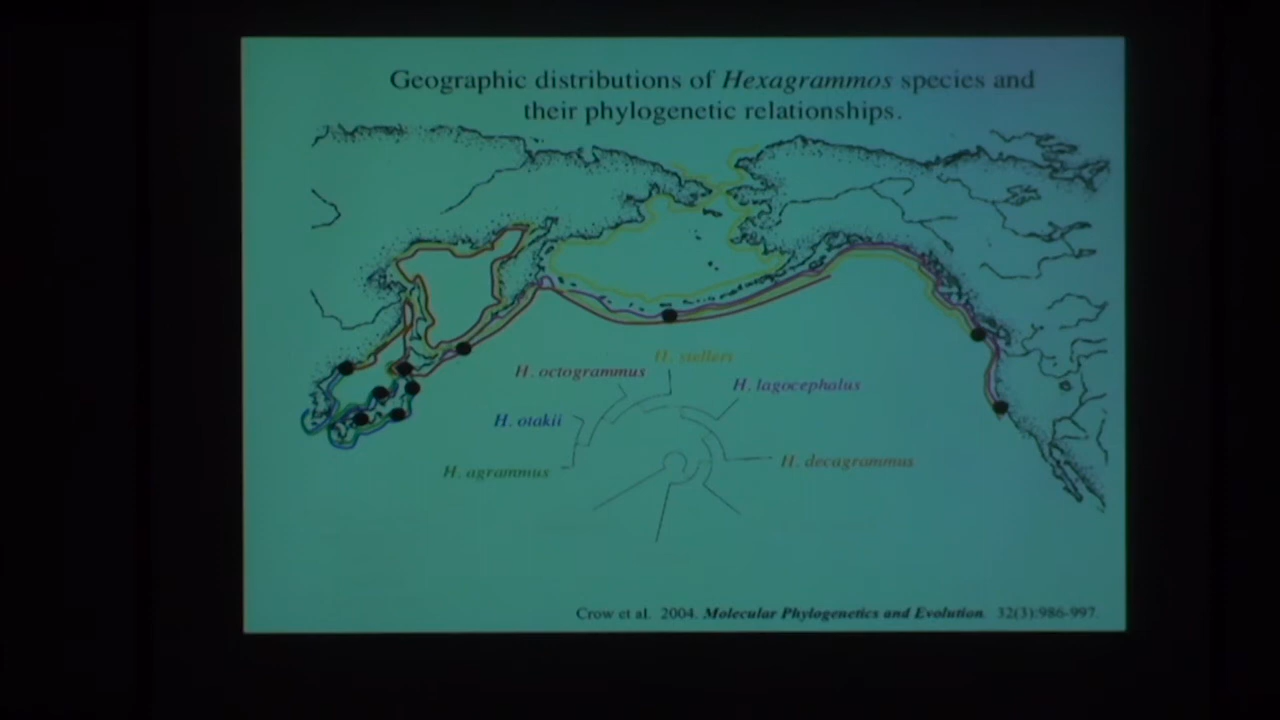 Geographic distributions of Hexagrammos species and
their phylogenetic relationships.
H. stelleri
H. octogrammus
H. lagocephalus
H. otakii
H. decagrammus
H. agrammus
Crow et al. 2004. Molecular Phylogenetics and Evolution. 32(3):986-997.